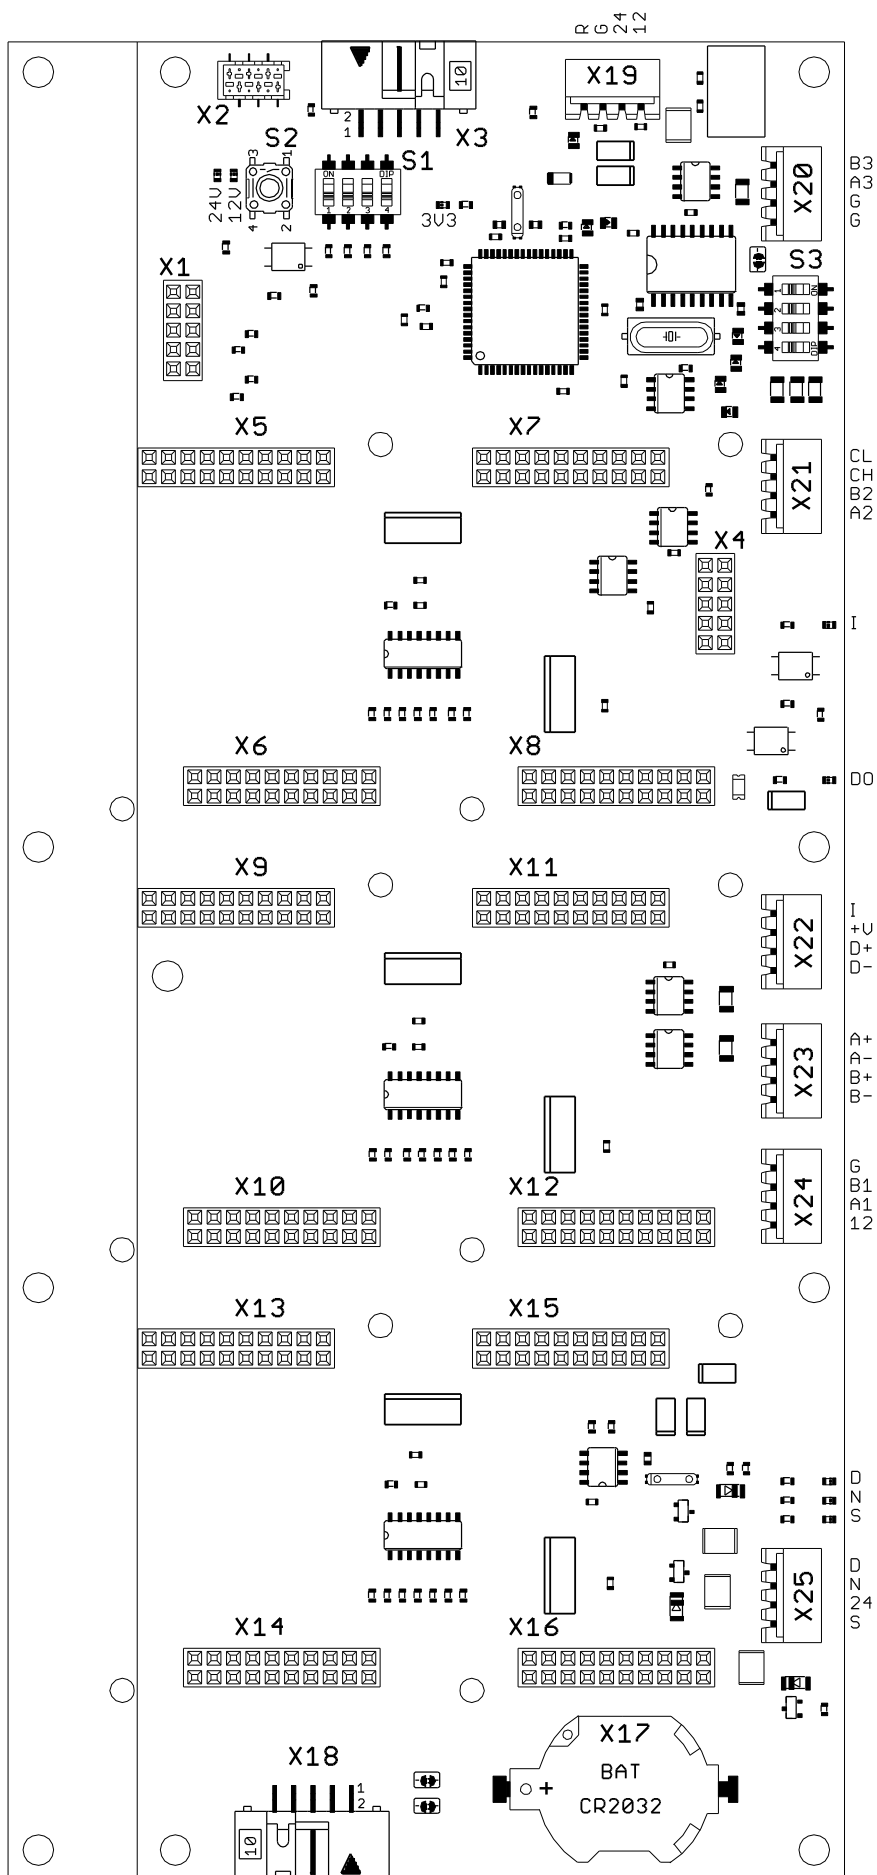 R
G
24
12
X19
10
X2
2
1
X3
S2
3
1
S1
ON
DIP
1
2
3
4
24V
12V
4
2
3V3
X20
B3
A3
G
G
X1
S3
ON
1
2
3
4
DIP
X5
X7
X21
CL
CH
B2
A2
X4
I
X6
X8
DO
X9
X11
X22
I
+V
D+
D-
X23
A+
A-
B+
B-
X10
X12
X24
G
B1
A1
12
X13
X15
D
N
S
X25
D
N
24
S
X14
X16
X17
X18
BAT
+
CR2032
1
2
10